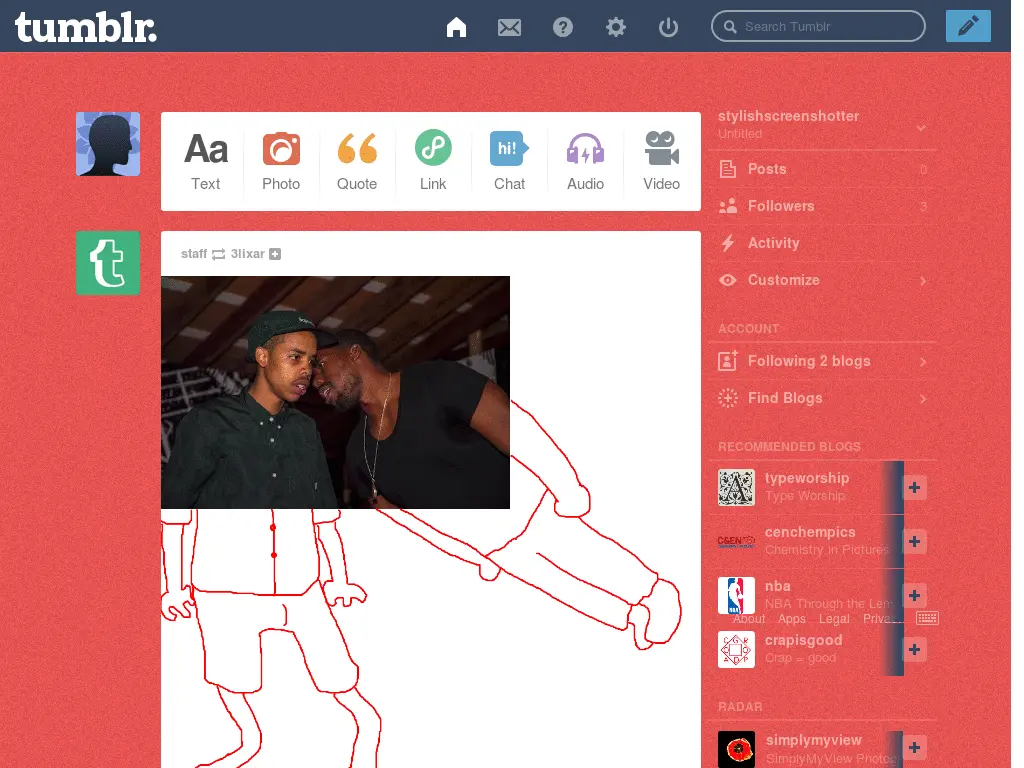 tumblr.
Search Tumblr
Aa
hi!
Text
Photo
Quote
Link
Chat
Audio
Video
t
staff 3lixar
stylishscreenshotter
Untitled
Posts 0
Followers 3
Activity
Customize
ACCOUNT
Following 2 blogs
Find Blogs
RECOMMENDED BLOGS
A
typeworship
Type Worship
C&EN
cenchempics
Chemistry in Pictures
NBA
nba
NBA Through the Len
About Apps Legal Priva
crapisgood
Crap = good
RADAR
simplymyview
SimplyMyView Photog